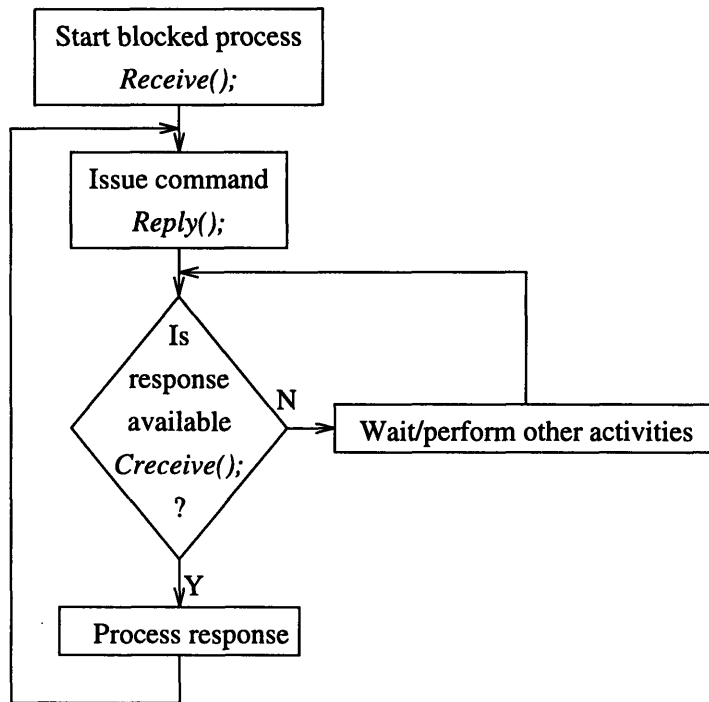 Start blocked process
Receive();
Issue command
Reply();
Is
response
available
Creceive();
?
N
Wait/perform other activities
Y
Process response